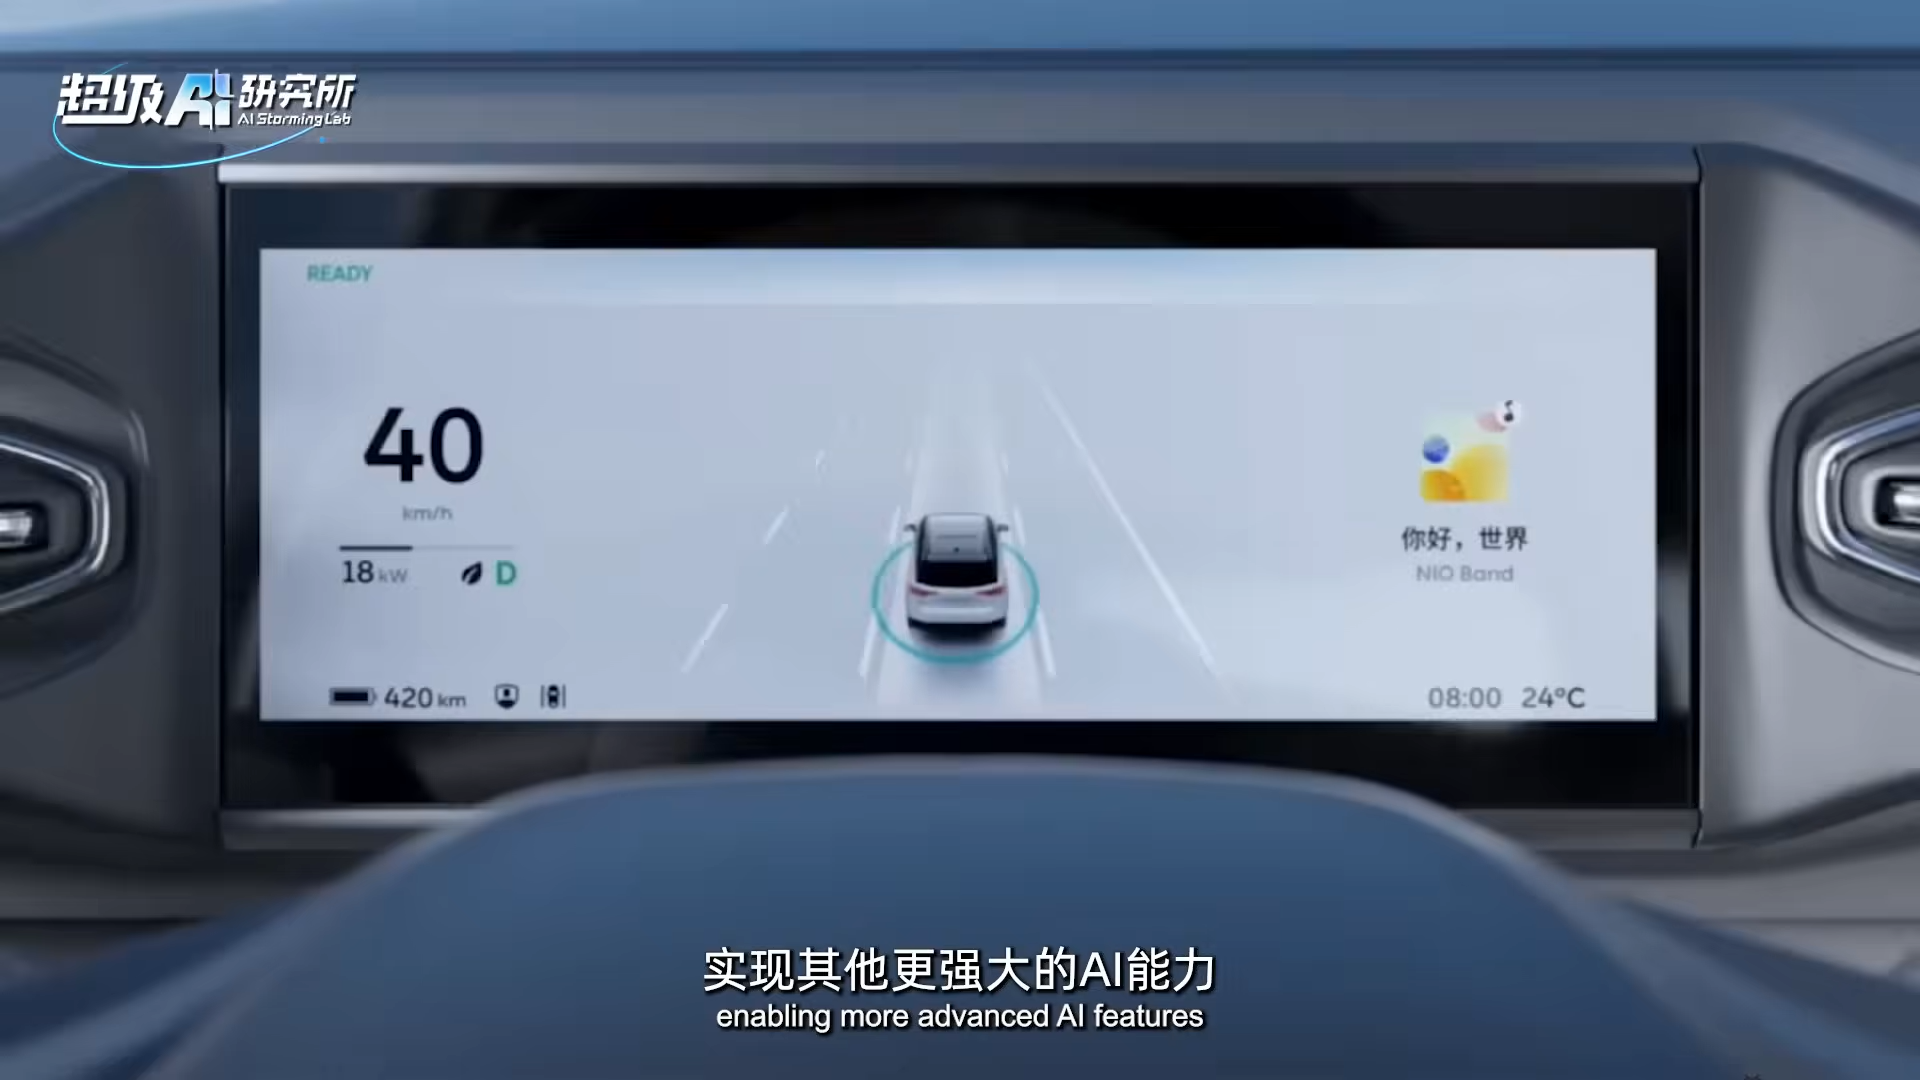 超级AI研究所
AI StormingLab
READY
40
km/h
18 kW
D
420 km
你好，世界
NIO Band
08:00 24°C
实现其他更强大的AI能力
enabling more advanced AI features